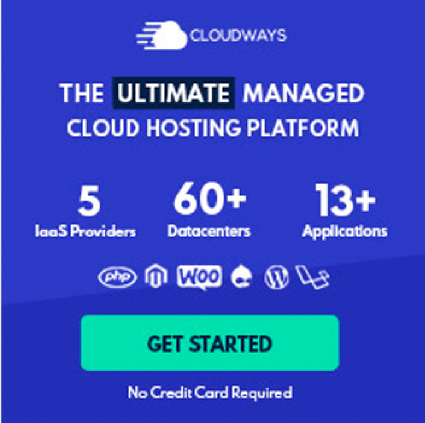 CLOUDWAYS
THE ULTIMATE MANAGED
CLOUD HOSTING PLATFORM
5 60+ 13+
IaaS Providers Datacenters Applications
php WOO
GET STARTED
No Credit Card Required